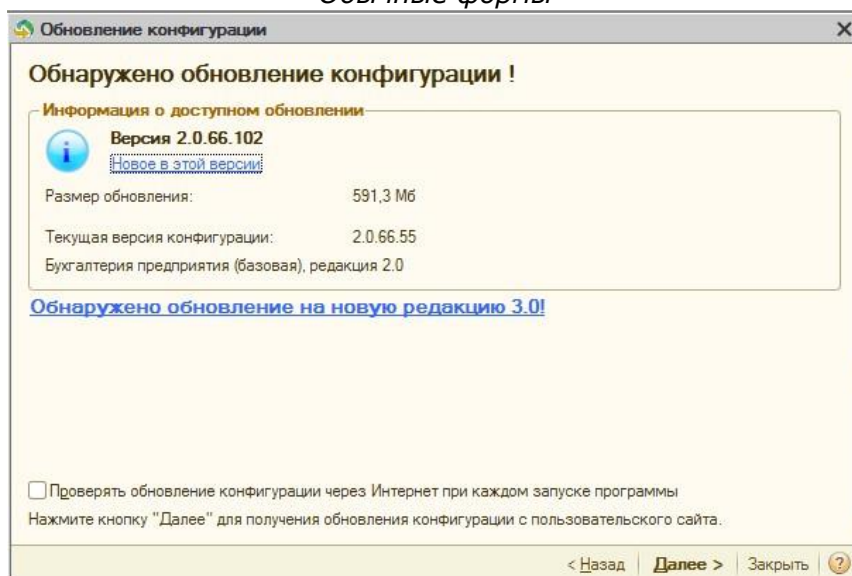 Обычные формы
Обновление конфигурации
Обнаружено обновление конфигурации !
Информация о доступном обновлении
Версия 2.0.66.102
Новое в этой версии
Размер обновления: 591,3 Мб
Текущая версия конфигурации: 2.0.66.55
Бухгалтерия предприятия (базовая), редакция 2.0
Обнаружено обновление на новую редакцию 3.0!
Проверять обновление конфигурации через Интернет при каждом запуске программы
Нажмите кнопку "Далее" для получения обновления конфигурации с пользовательского сайта.
< Назад Далее > Закрыть ?